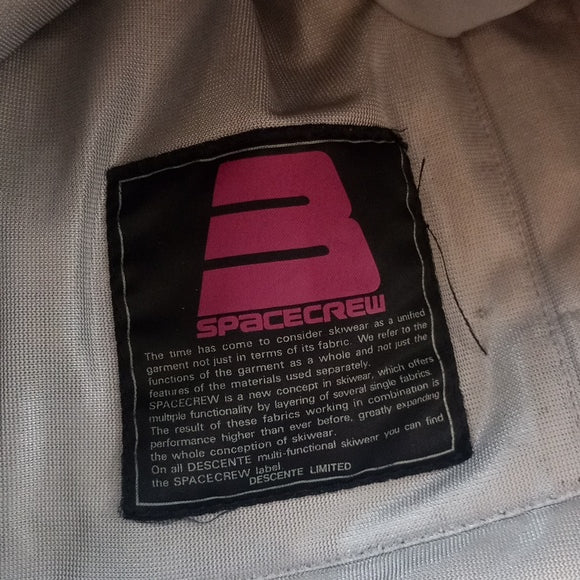 SPACECREW
The time has come to consider skiwear as a unified
garment not just in terms of its fabric. We refer to the
functions of the garment as a whole and not just the
features of the materials used separately.
SPACECREW is a new concept in skiwear, which offers
multiple functionality by layering of several single fabrics.
The result of these fabrics working in combination is
performance higher than ever before, greatly expanding
the whole conception of skiwear.
On all DESCENTE multi-functional skiwear you can find
the SPACECREW label.
DESCENTE LIMITED